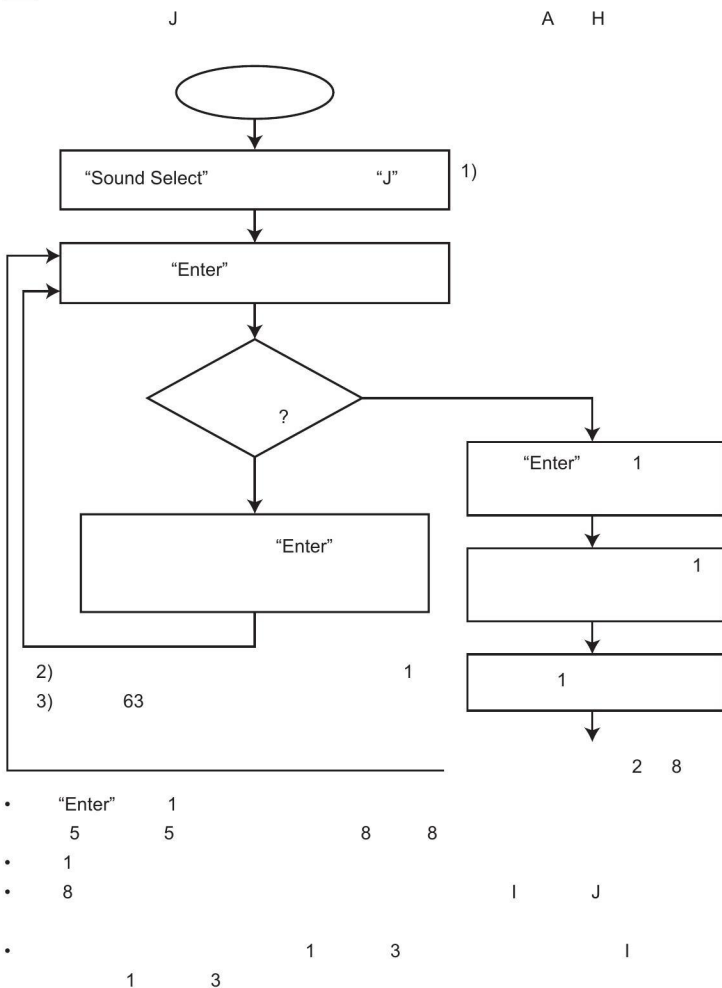 J A H
“Sound Select” “J” 1)
“Enter”
?
“Enter” 1
“Enter”
1
2) 1
3) 63
1
2 8
• “Enter” 1
5 5 8 8
• 1
• 8 I J
• 1 3 I
1 3